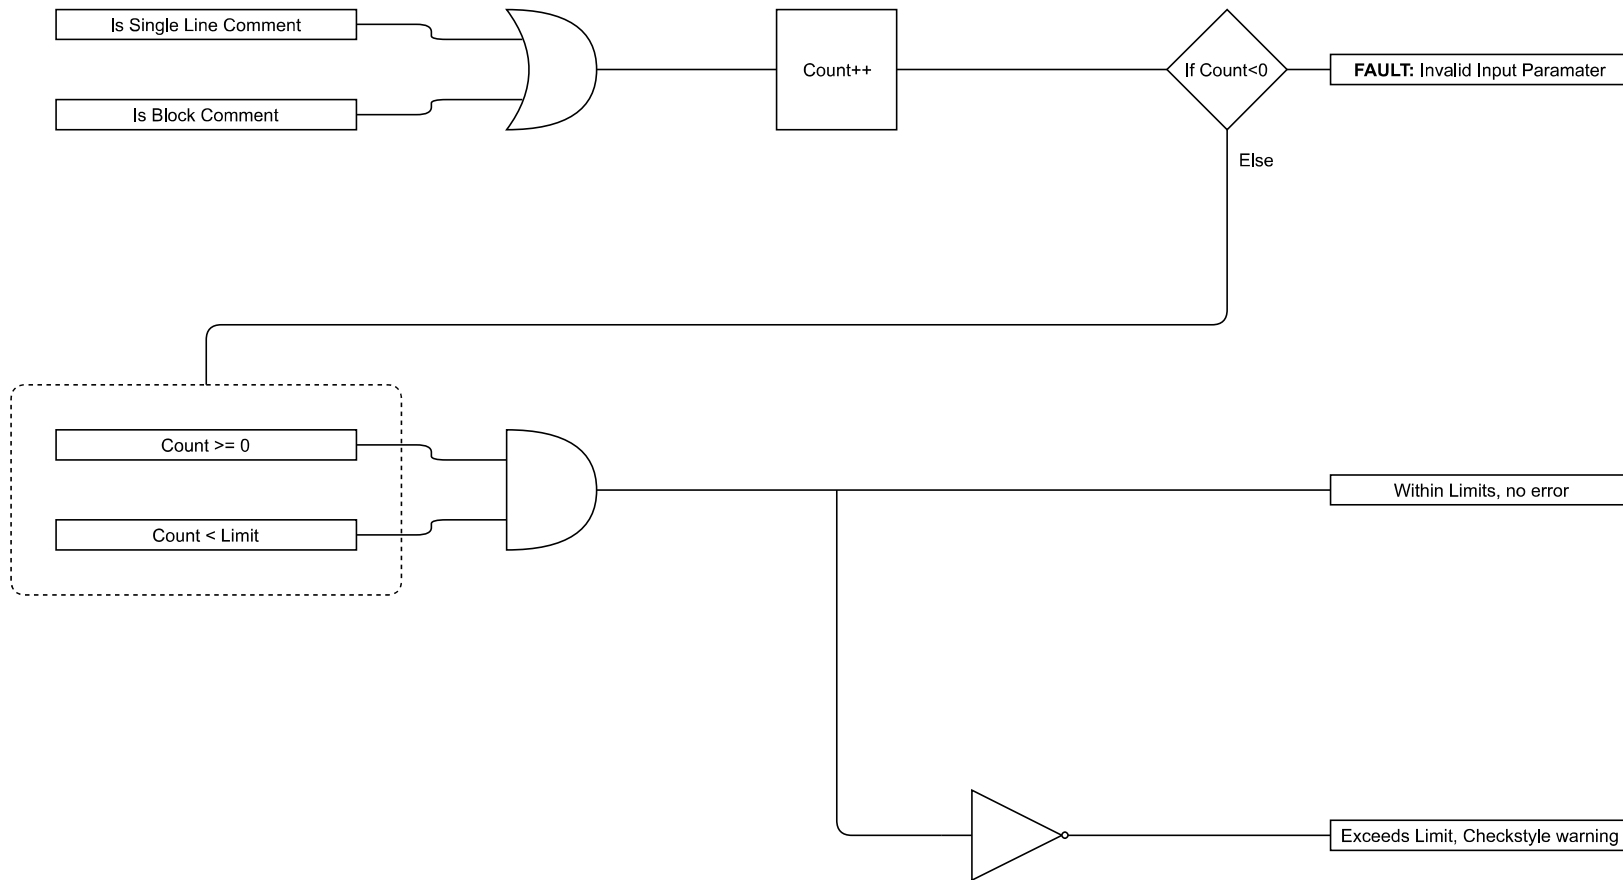 Is Single Line Comment
Is Block Comment
Count++
If Count<0
FAULT: Invalid Input Paramater
Else
Count >= 0
Count < Limit
Within Limits, no error
Exceeds Limit, Checkstyle warning